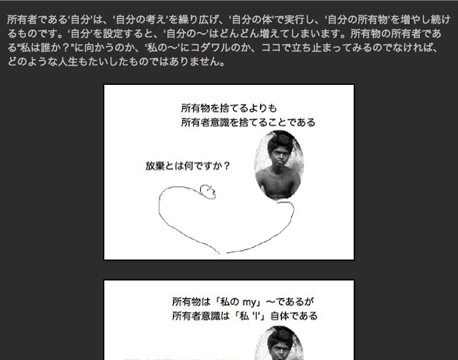 所有者である'自分'は、'自分の考え'を繰り広げ、'自分の体'で実行し、'自分の所有物'を増やし続け
るものです。'自分'を設定すると、'自分の〜'はどんどん増えてしまいます。所有物の所有者であ
る"私は誰か？"に向かうのか、'私の〜'にコダワルのか、ココで立ち止まってみるのでなければ、
どのような人生もたいしたものではありません。
所有物を捨てるよりも
所有者意識を捨てることである
放棄とは何ですか？
所有物は「私の my」〜であるが
所有者意識は「私 'I'」自体である